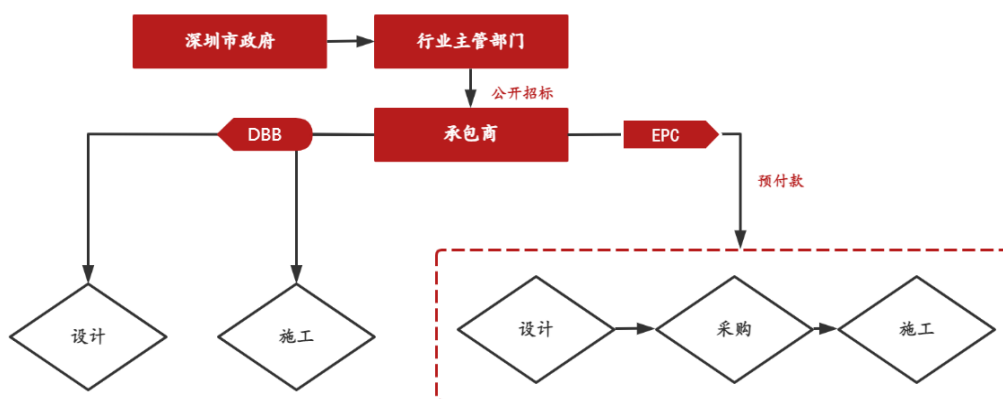 深圳市政府
行业主管部门
公开招标
DBB
承包商
EPC
预付款
设计
施工
设计
采购
施工